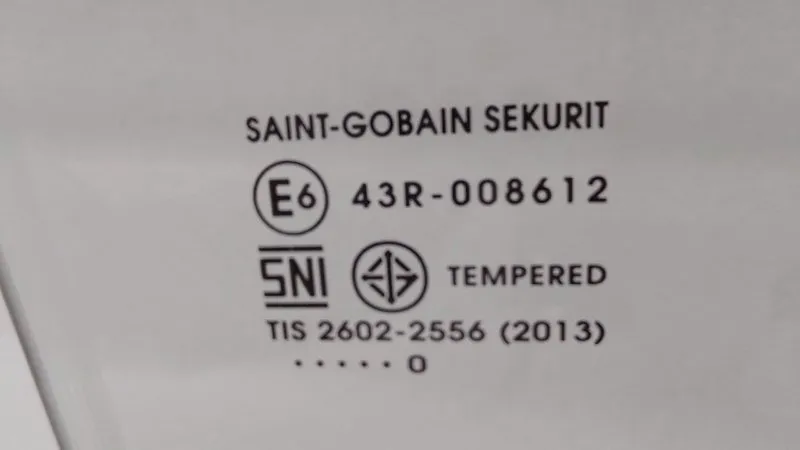 SAINT-GOBAIN SEKURIT
E6 43R-008612
SNI TEMPERED
TIS 2602-2556 (2013)
.....0